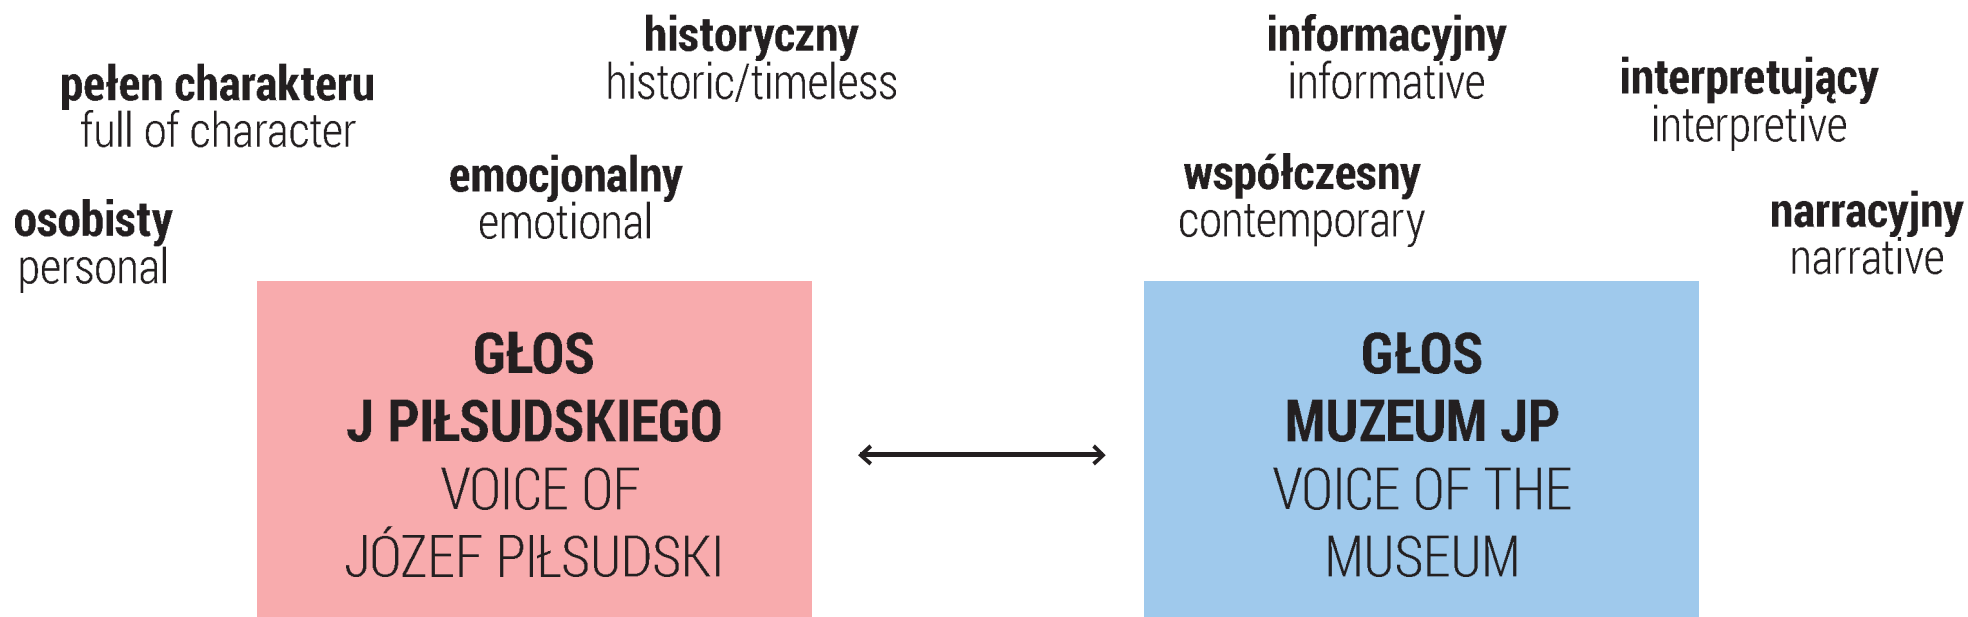 pełen charakteru
full of character
osobisty
personal
historyczny
historic/timeless
emocjonalny
emotional
informacyjny
informative
interpretujący
interpretive
współczesny
contemporary
narracyjny
narrative
GŁOS
J PIŁSUDSKIEGO
VOICE OF
JÓZEF PIŁSUDSKI
GŁOS
MUZEUM JP
VOICE OF THE
MUSEUM